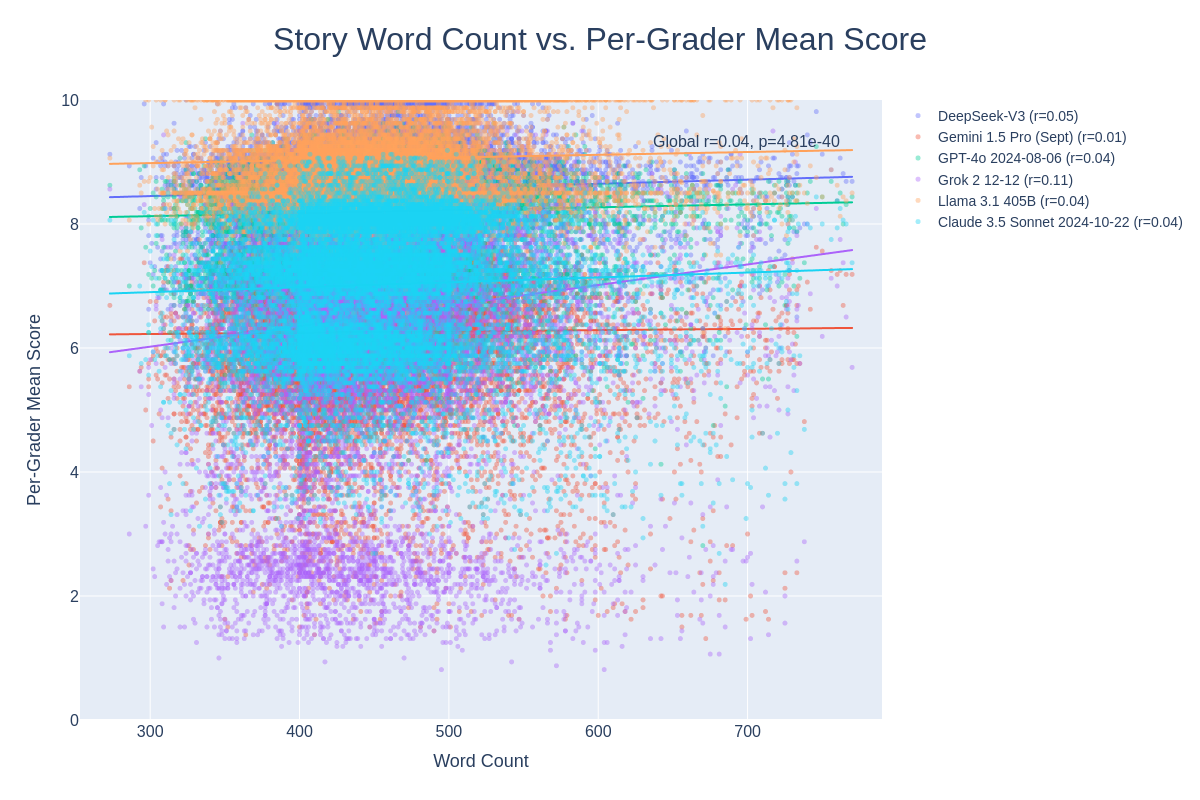 Story Word Count vs. Per-Grader Mean Score
Per-Grader Mean Score
10
8
6
4
2
0
300
400
500
600
700
Word Count
Global r=0.04, p=4.81e-40
DeepSeek-V3 (r=0.05)
Gemini 1.5 Pro (Sept) (r=0.01)
GPT-4o 2024-08-06 (r=0.04)
Grok 2 12-12 (r=0.11)
Llama 3.1 405B (r=0.04)
Claude 3.5 Sonnet 2024-10-22 (r=0.04)